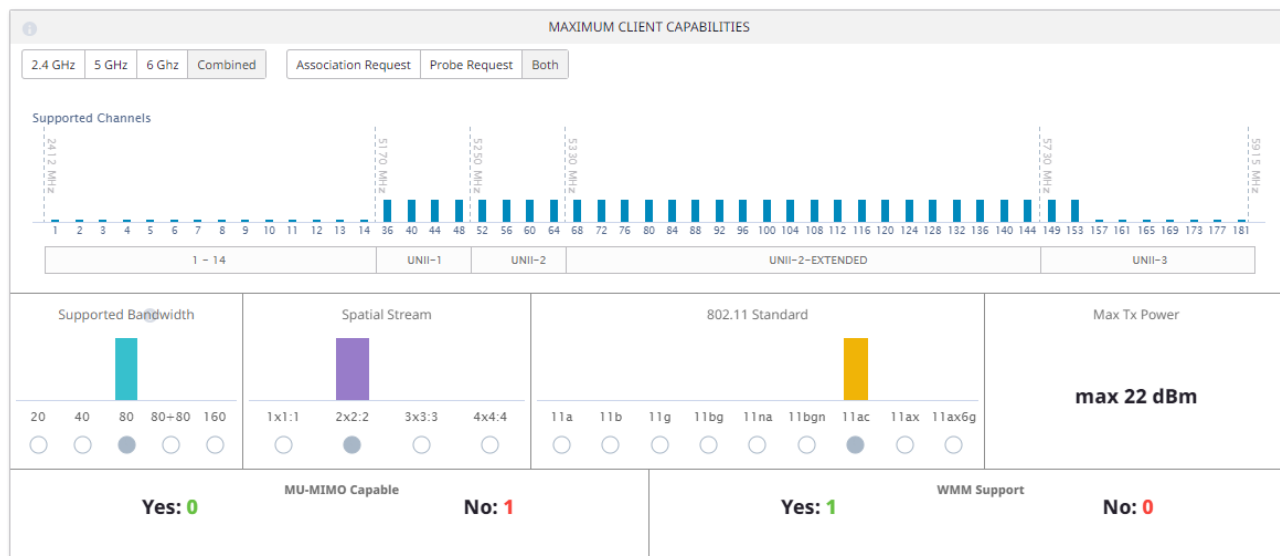 MAXIMUM CLIENT CAPABILITIES
2.4 GHz 5 GHz 6 Ghz Combined Association Request Probe Request Both
Supported Channels
2412 MHz 5170 MHz 5250 MHz 5330 MHz 5730 MHz 5915 MHz
1 2 3 4 5 6 7 8 9 10 11 12 13 14 36 40 44 48 52 56 60 64 68 72 76 80 84 88 92 96 100 104 108 112 116 120 124 128 132 136 140 144 149 153 157 161 165 169 173 177 181
1 - 14 UNII-1 UNII-2 UNII-2-EXTENDED UNII-3
Supported Bandwidth Spatial Stream 802.11 Standard Max Tx Power
max 22 dBm
20 40 80 80+80 160 1x1:1 2x2:2 3x3:3 4x4:4 11a 11b 11g 11bg 11na 11bgn 11ac 11ax 11ax6g
MU-MIMO Capable WMM Support
Yes: 0 No: 1 Yes: 1 No: 0